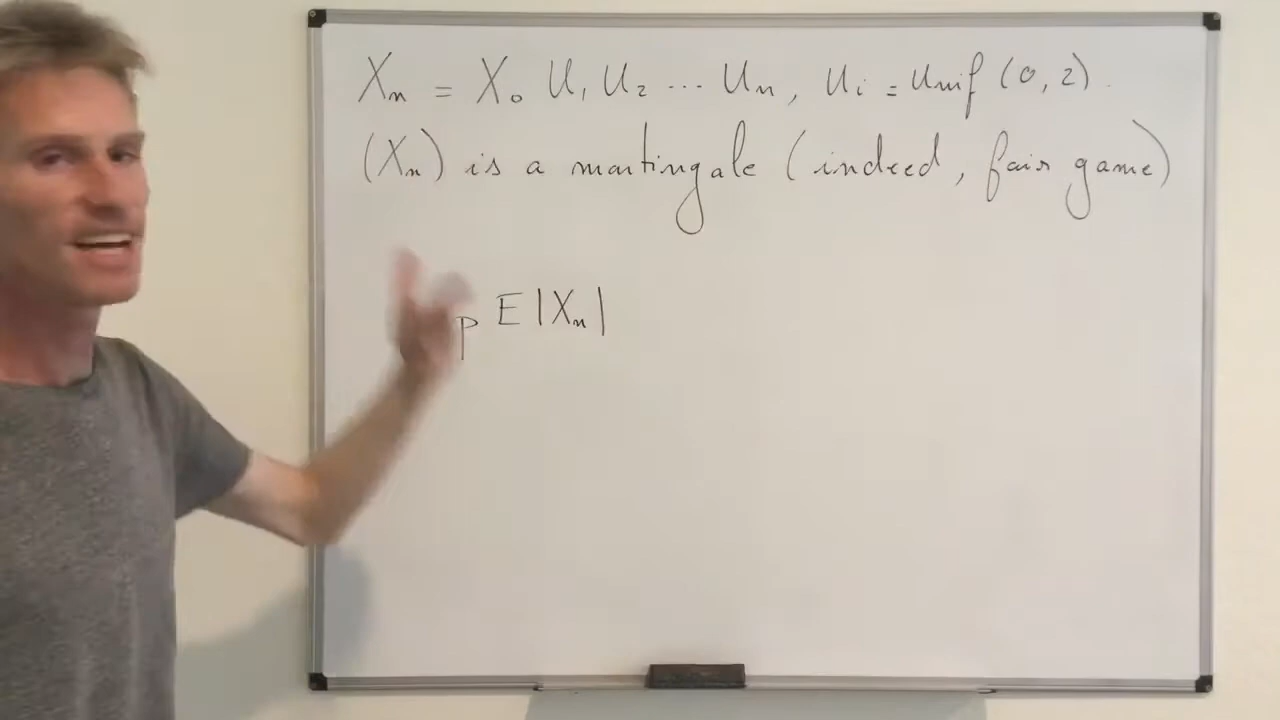 Xₙ = X₀ U₁ U₂ ... Uₙ, Uᵢ = Unif (0, 2).
(Xₙ) is a martingale (indeed, fair game)
p E |Xₙ|